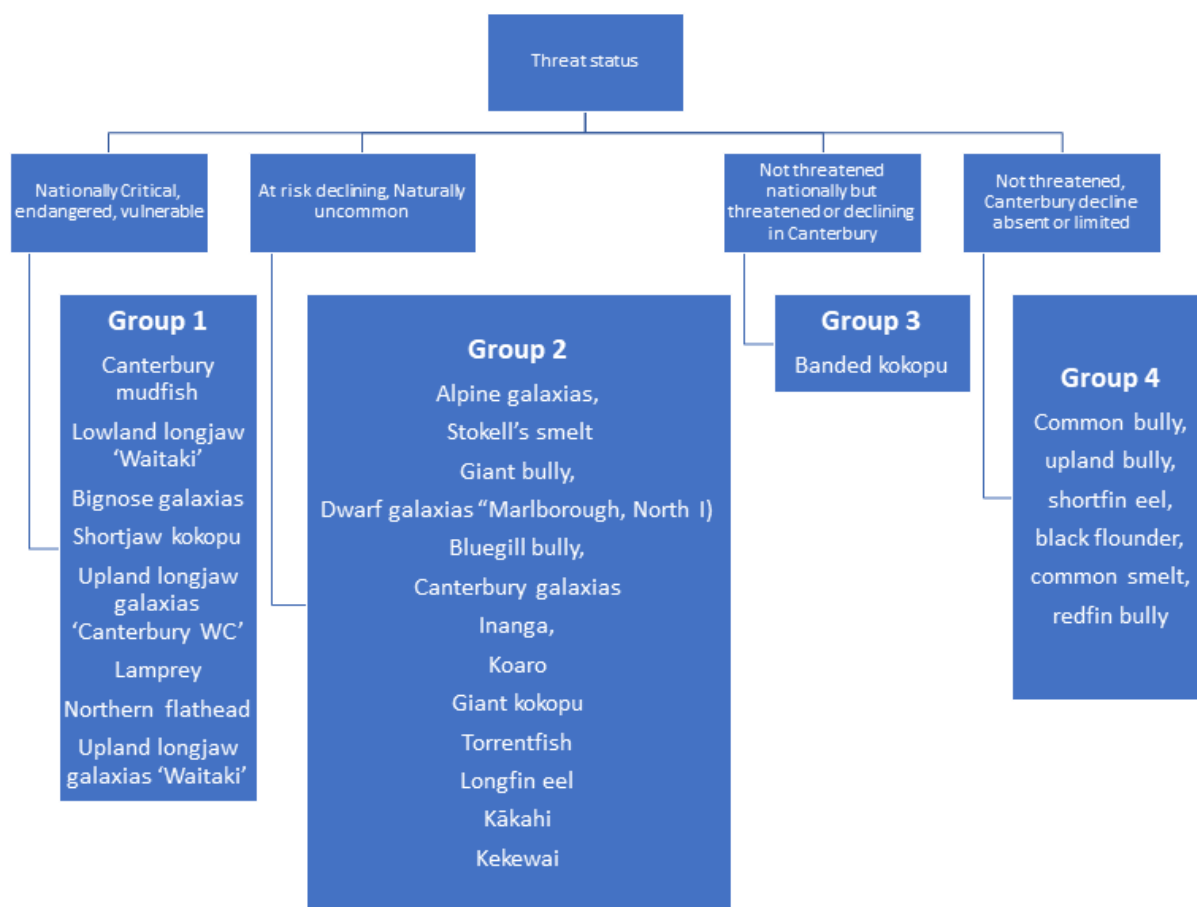 Threat status
Nationally Critical,
endangered, vulnerable
At risk declining, Naturally
uncommon
Not threatened
nationally but
threatened or declining
in Canterbury
Not threatened,
Canterbury decline
absent or limited
Group 1
Canterbury
mudfish
Lowland longjaw
‘Waitaki’
Bignose galaxias
Shortjaw kokopu
Upland longjaw
galaxias
‘Canterbury WC’
Lamprey
Northern flathead
Upland longjaw
galaxias ‘Waitaki’
Group 2
Alpine galaxias,
Stokell’s smelt
Giant bully,
Dwarf galaxias “Marlborough, North I)
Bluegill bully,
Canterbury galaxias
Inanga,
Koaro
Giant kokopu
Torrentfish
Longfin eel
Kākahi
Kekewai
Group 3
Banded kokopu
Group 4
Common bully,
upland bully,
shortfin eel,
black flounder,
common smelt,
redfin bully